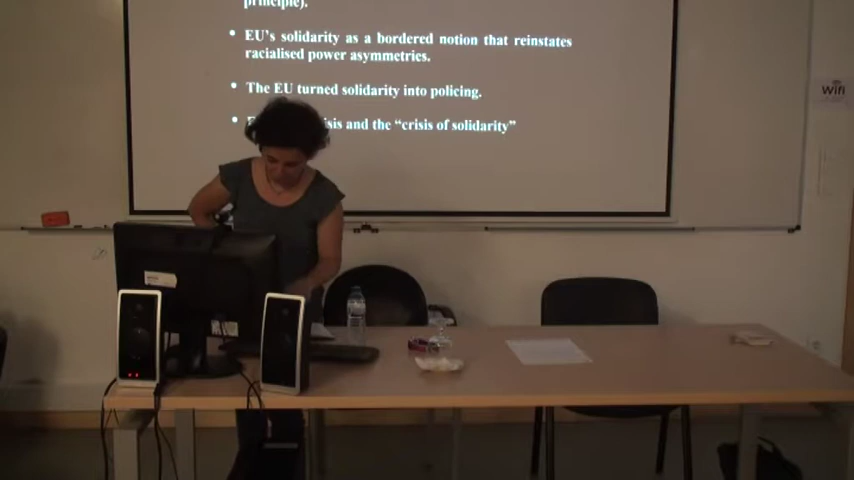 principle).
• EU's solidarity as a bordered notion that reinstates
racialised power asymmetries.
• The EU turned solidarity into policing.
• and the “crisis of solidarity”
wifi